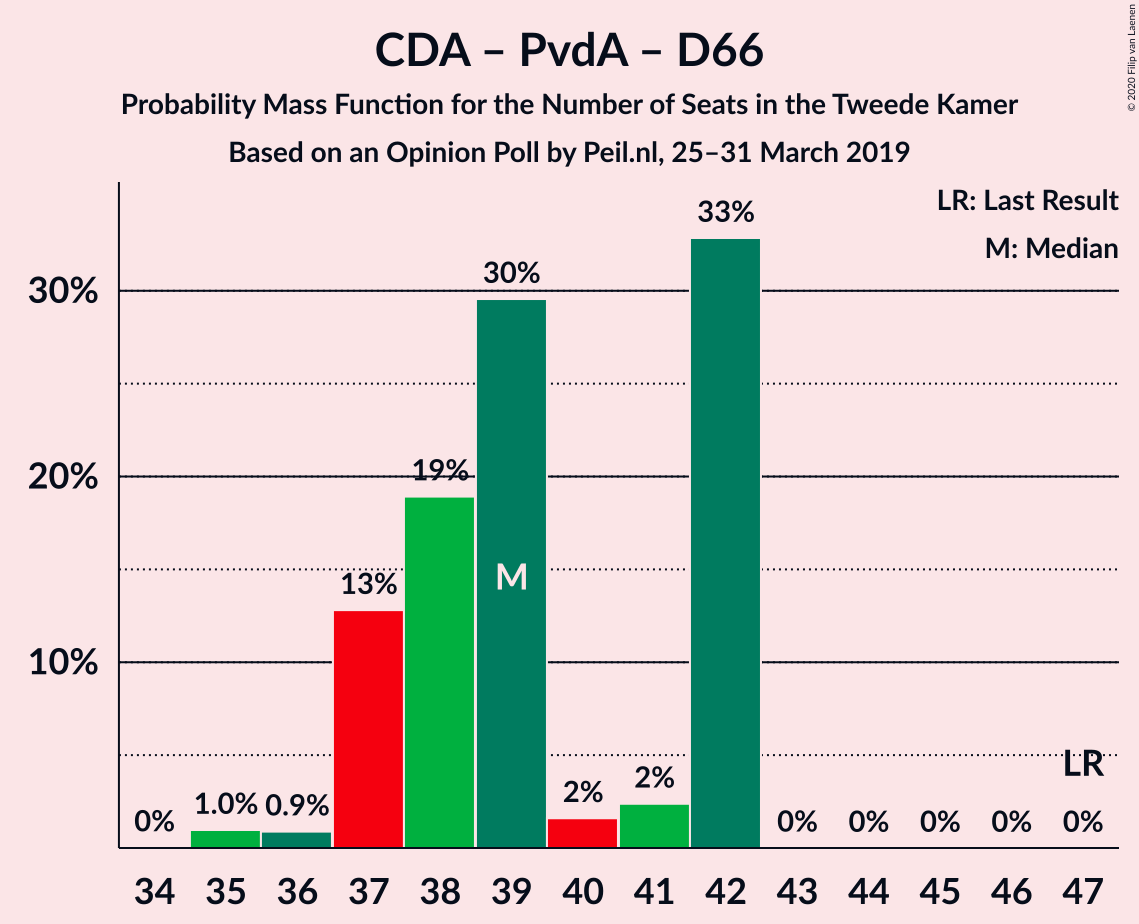 CDA – PvdA – D66
Probability Mass Function for the Number of Seats in the Tweede Kamer
Based on an Opinion Poll by Peil.nl, 25–31 March 2019
© 2020 Filip van Laenen
LR: Last Result
M: Median
30%
20%
10%
0%
1.0%
0.9%
13%
19%
30%
M
2%
2%
33%
0%
0%
0%
0%
LR
0%
34 35 36 37 38 39 40 41 42 43 44 45 46 47